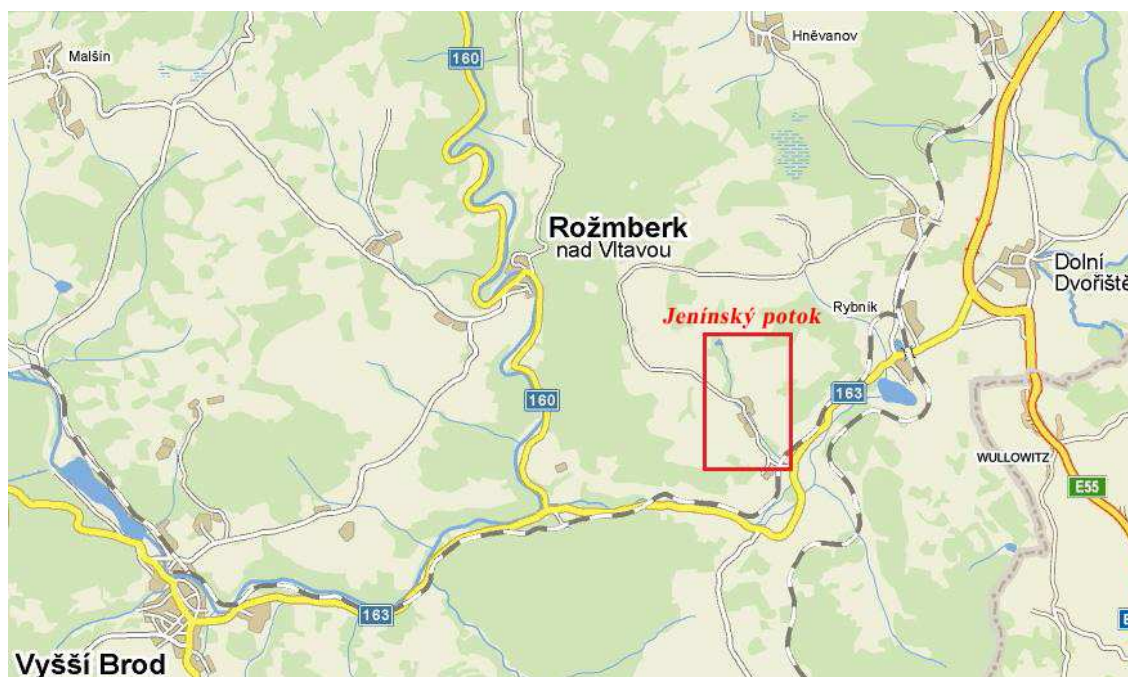 Malšín
160
Hněvanov
Rožmberk
nad Vltavou
Dolní
Dvořiště
Rybník
Jenínský potok
163
160
WULLOWITZ
E55
163
Vyšší Brod